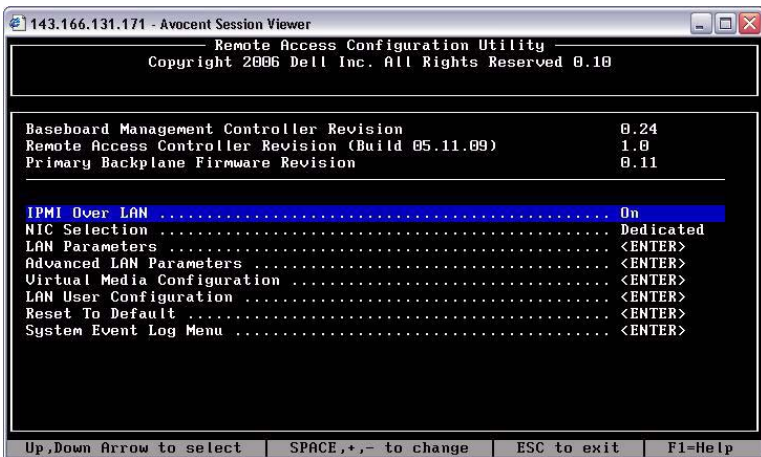 143.166.131.171 - Avocent Session Viewer
Remote Access Configuration Utility
Copyright 2006 Dell Inc. All Rights Reserved 0.10
Baseboard Management Controller Revision 0.24
Remote Access Controller Revision (Build 05.11.09) 1.0
Primary Backplane Firmware Revision 0.11
IPMI Over LAN ................................................ On
NIC Selection ................................................ Dedicated
LAN Parameters ............................................... <ENTER>
Advanced LAN Parameters ...................................... <ENTER>
Virtual Media Configuration .................................. <ENTER>
LAN User Configuration ....................................... <ENTER>
Reset To Default ............................................. <ENTER>
System Event Log Menu ........................................ <ENTER>
Up,Down Arrow to select SPACE,+,- to change ESC to exit F1=Help